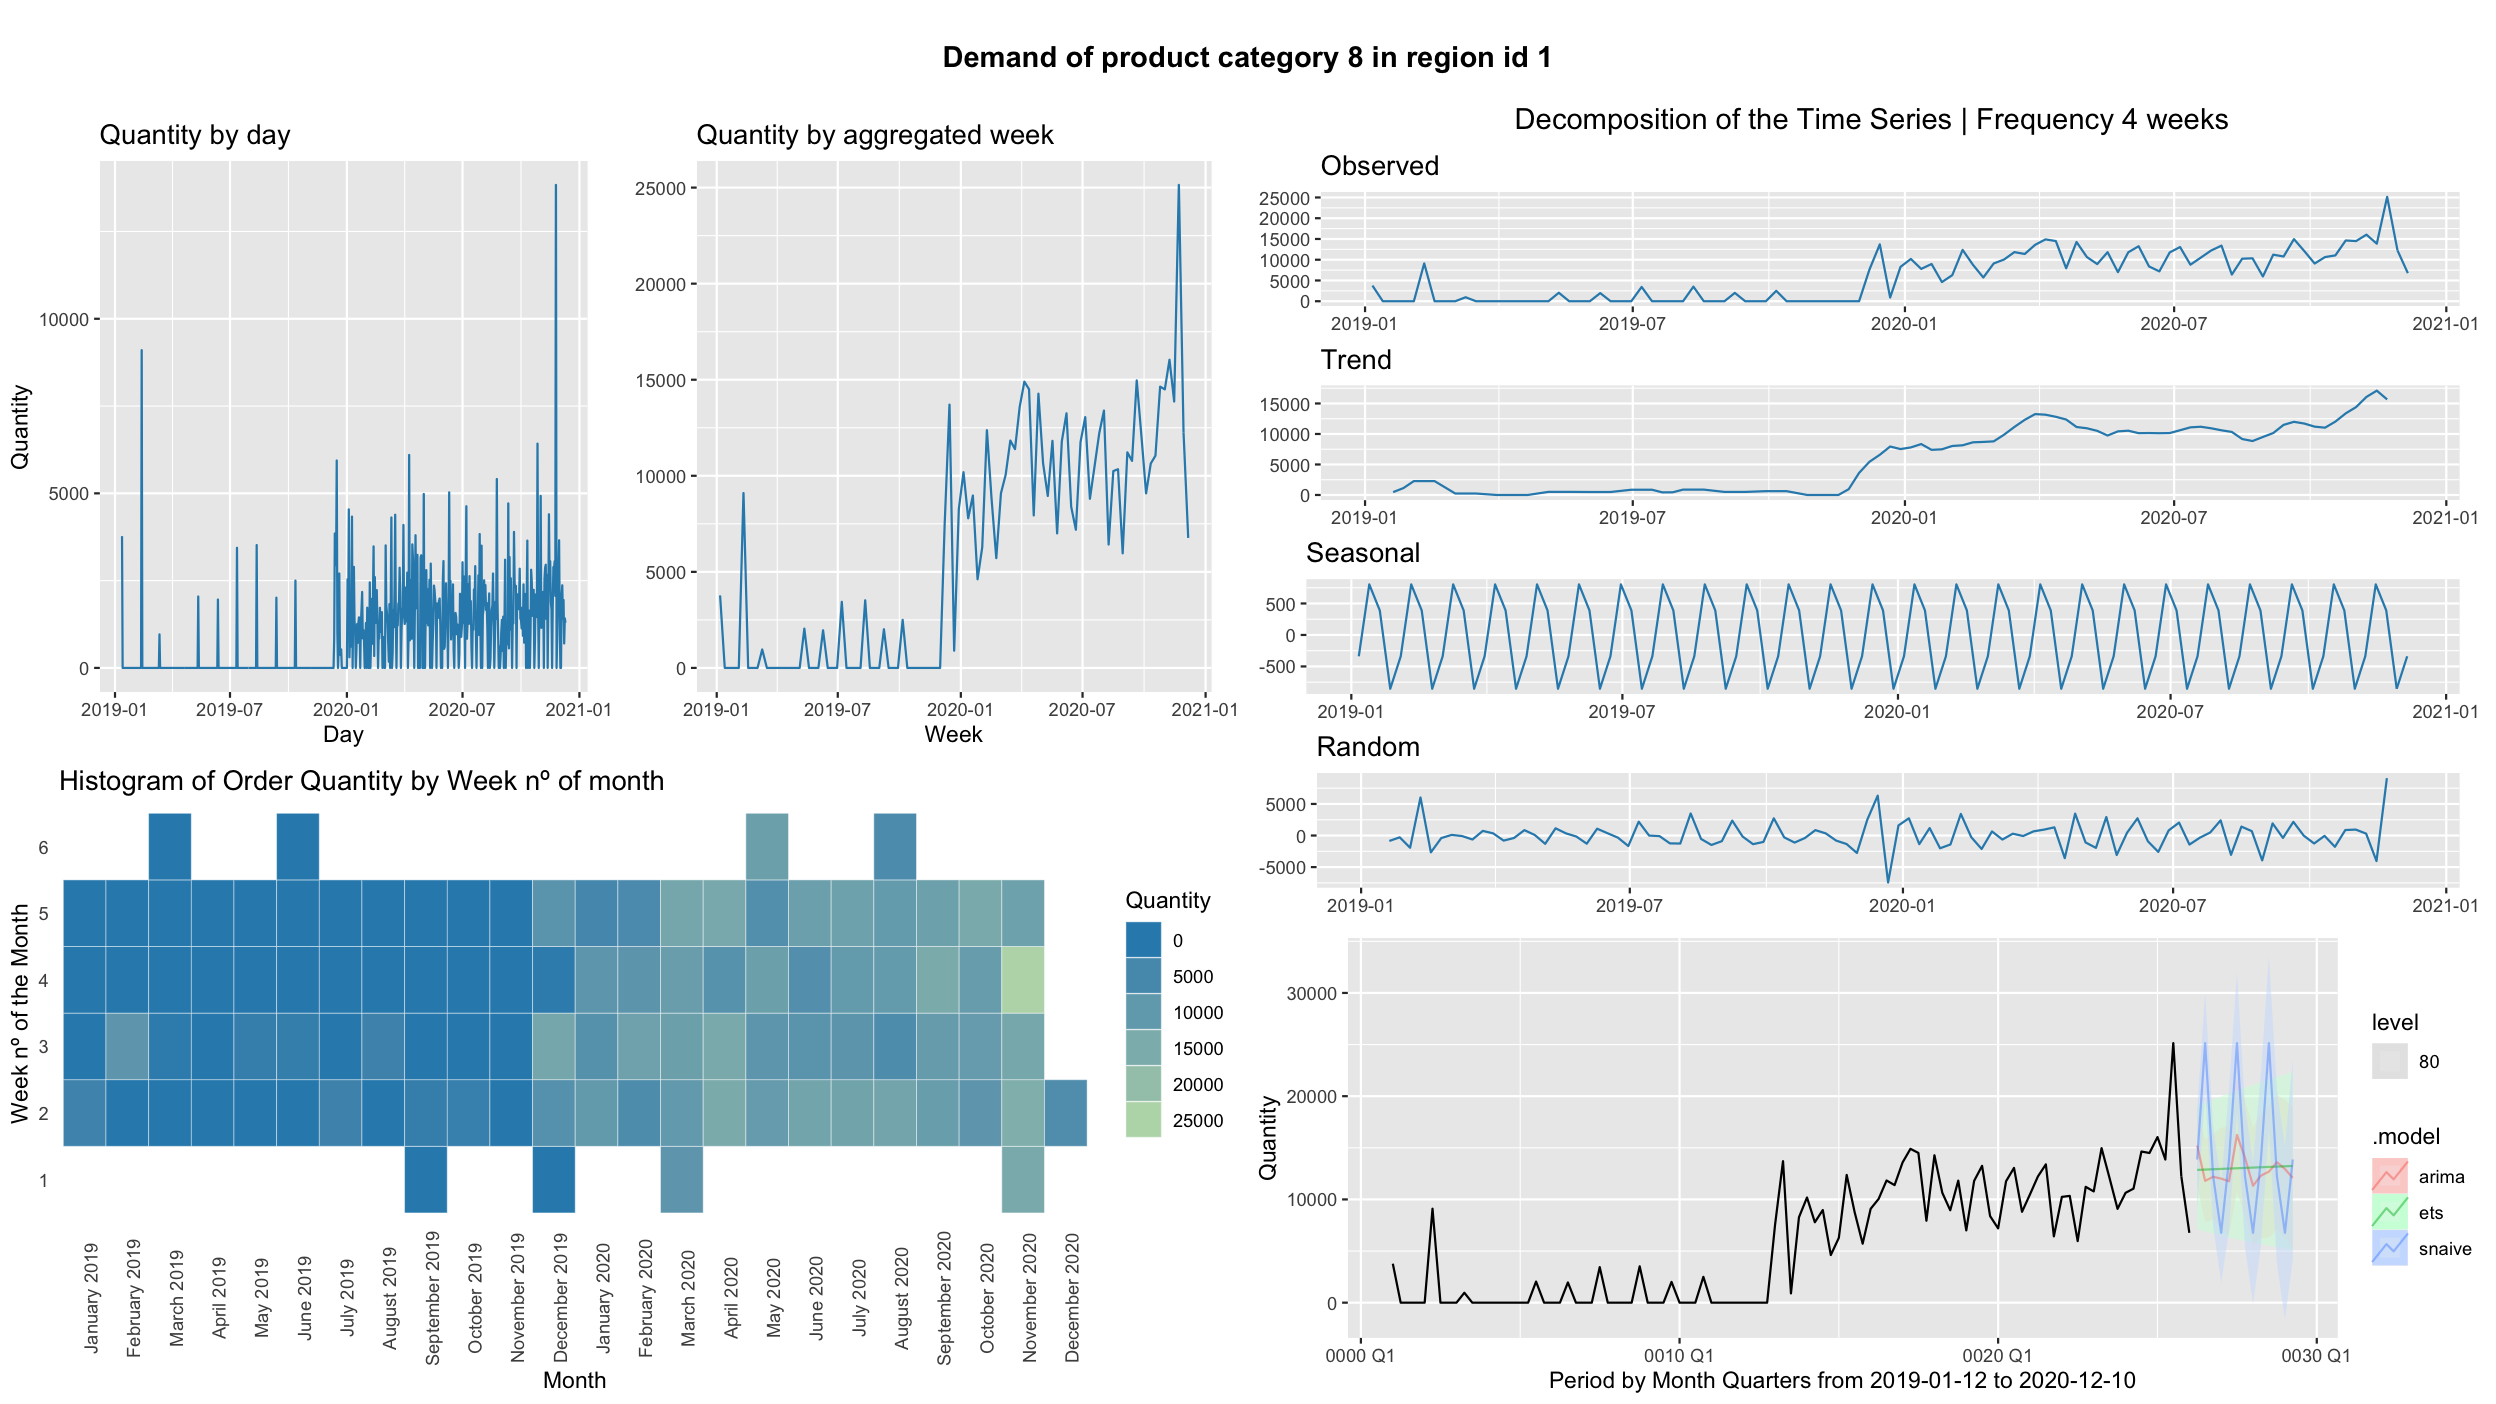 Demand of product category 8 in region id 1
Quantity by day
Quantity
10000
5000
0
2019-01
2019-07
2020-01
2020-07
2021-01
Day
Quantity by aggregated week
25000
20000
15000
10000
5000
0
2019-01
2019-07
2020-01
2020-07
2021-01
Week
Decomposition of the Time Series | Frequency 4 weeks
Observed
25000
20000
15000
10000
5000
0
2019-01
2019-07
2020-01
2020-07
2021-01
Trend
15000
10000
5000
0
2019-01
2019-07
2020-01
2020-07
2021-01
Seasonal
500
0
-500
2019-01
2019-07
2020-01
2020-07
2021-01
Random
5000
0
-5000
2019-01
2019-07
2020-01
2020-07
2021-01
Histogram of Order Quantity by Week nº of month
Week nº of the Month
6
5
4
3
2
1
January 2019
February 2019
March 2019
April 2019
May 2019
June 2019
July 2019
August 2019
September 2019
October 2019
November 2019
December 2019
January 2020
February 2020
March 2020
April 2020
May 2020
June 2020
July 2020
August 2020
September 2020
October 2020
November 2020
December 2020
Month
Quantity
0
5000
10000
15000
20000
25000
Quantity
30000
20000
10000
0
0000 Q1
0010 Q1
0020 Q1
0030 Q1
Period by Month Quarters from 2019-01-12 to 2020-12-10
level
80
.model
arima
ets
snaive